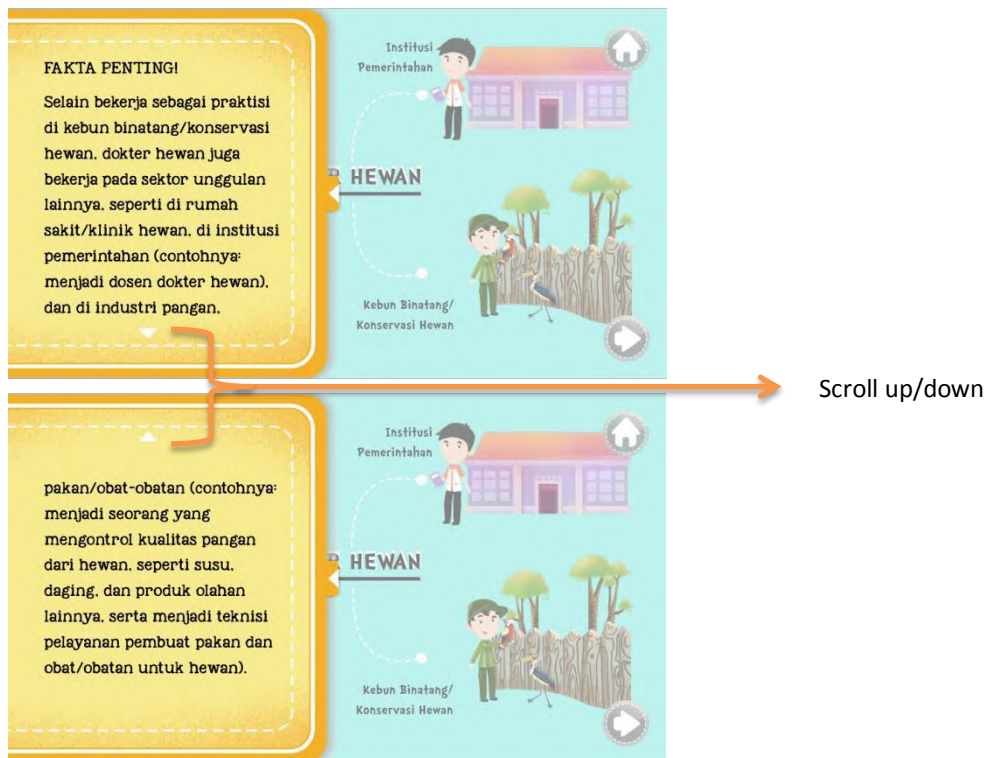 FAKTA PENTING!
Selain bekerja sebagai praktisi
di kebun binatang/konservasi
hewan, dokter hewan juga
bekerja pada sektor unggulan
lainnya, seperti di rumah
sakit/klinik hewan, di institusi
pemerintahan (contohnya:
menjadi dosen dokter hewan),
dan di industri pangan,
Institusi
Pemerintahan
R HEWAN
Kebun Binatang/
Konservasi Hewan
Scroll up/down
pakan/obat-obatan (contohnya:
menjadi seorang yang
mengontrol kualitas pangan
dari hewan, seperti susu,
daging, dan produk olahan
lainnya, serta menjadi teknisi
pelayanan pembuat pakan dan
obat/obatan untuk hewan).
Institusi
Pemerintahan
R HEWAN
Kebun Binatang/
Konservasi Hewan